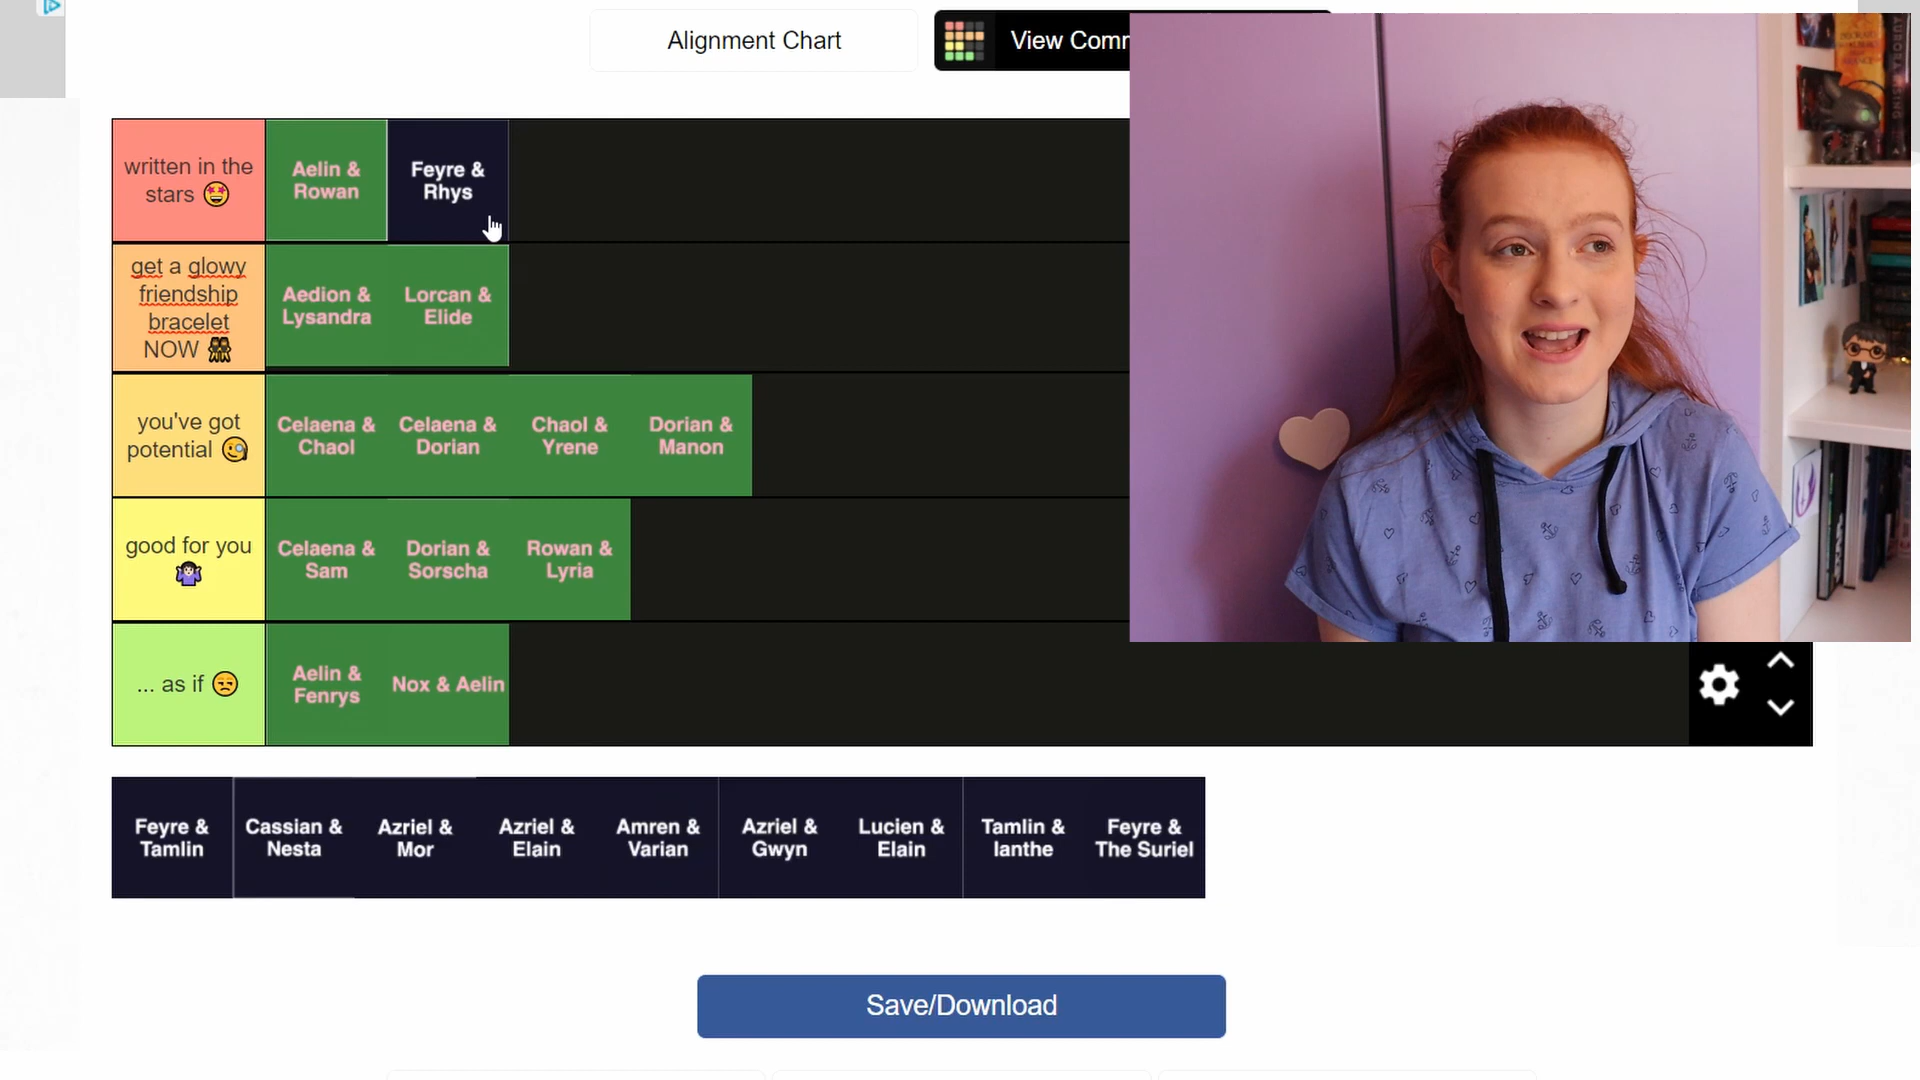 Alignment Chart
View Comm
written in the
stars 🤩
Aelin &
Rowan
Feyre &
Rhys
get a glowy
friendship
bracelet
NOW 👯
Aedion &
Lysandra
Lorcan &
Elide
you've got
potential 🧐
Celaena &
Chaol
Celaena &
Dorian
Chaol &
Yrene
Dorian &
Manon
good for you
🤷🏻‍♀️
Celaena &
Sam
Dorian &
Sorscha
Rowan &
Lyria
... as if 😒
Aelin &
Fenrys
Nox & Aelin
Feyre &
Tamlin
Cassian &
Nesta
Azriel &
Mor
Azriel &
Elain
Amren &
Varian
Azriel &
Gwyn
Lucien &
Elain
Tamlin &
Ianthe
Feyre &
The Suriel
Save/Download